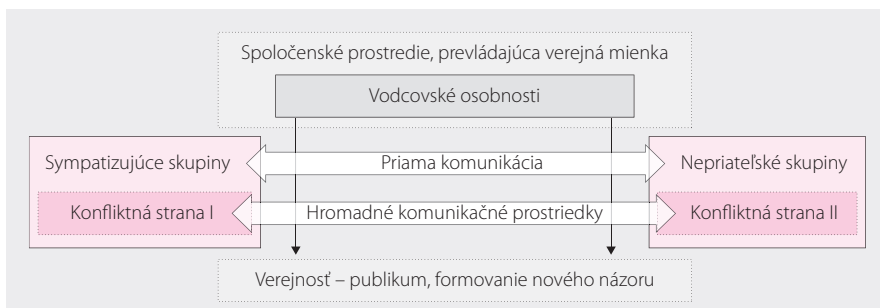 Spoločenské prostredie, prevládajúca verejná mienka
Vodcovské osobnosti
Sympatizujúce skupiny
Priama komunikácia
Nepriateľské skupiny
Konfliktná strana I
Hromadné komunikačné prostriedky
Konfliktná strana II
Verejnosť – publikum, formovanie nového názoru